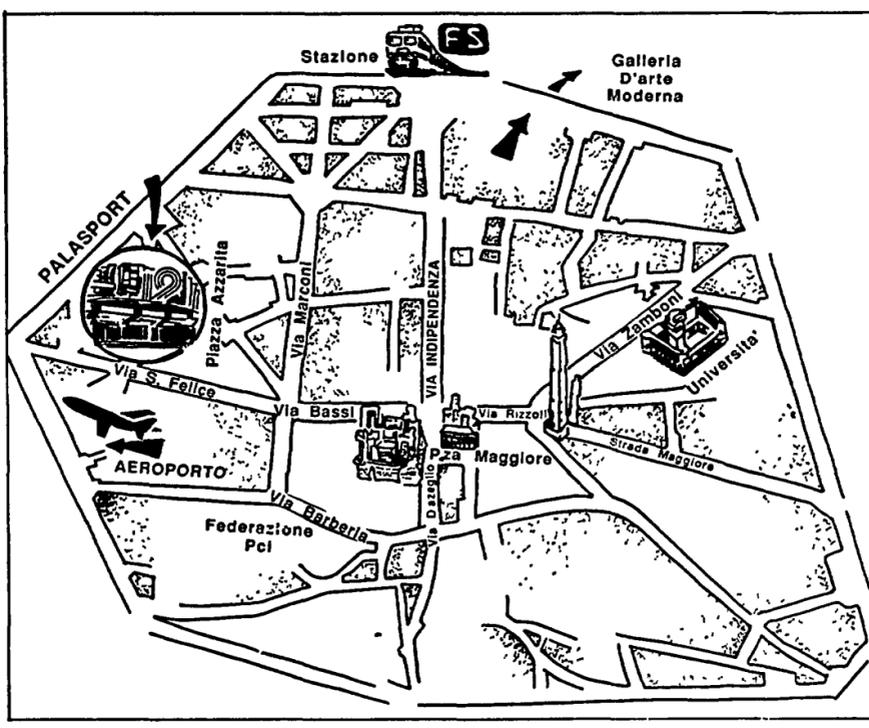 Stazione
FS
Galleria
D'arte
Moderna
PALASPORT
Piazza Azzarita
Via Marconi
VIA INDIPENDENZA
Via Zamboni
Universita'
Via S. Felice
Via Bassi
Via Rizzoli
P.za Maggiore
Strada Maggiore
AEROPORTO
Via D'azeglio
Via Barberia
Federazione
Pci